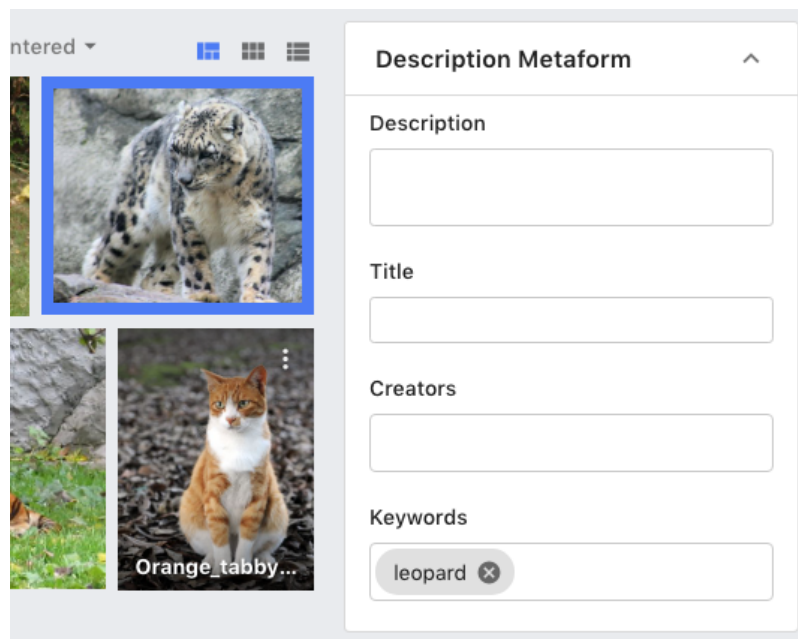 ntered
Description Metaform
Description
Title
Creators
Keywords
leopard
Orange_tabby...